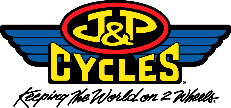 J&P
CYCLES
Keeping The World on 2 Wheels.